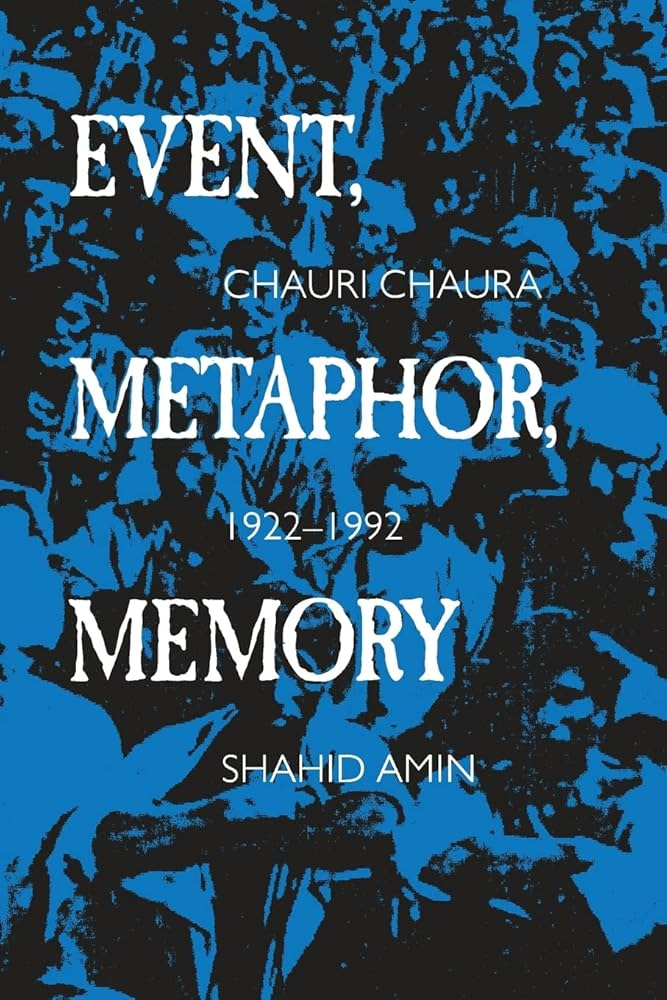 EVENT,
CHAURI CHAURA
METAPHOR,
1922–1992
MEMORY
SHAHID AMIN